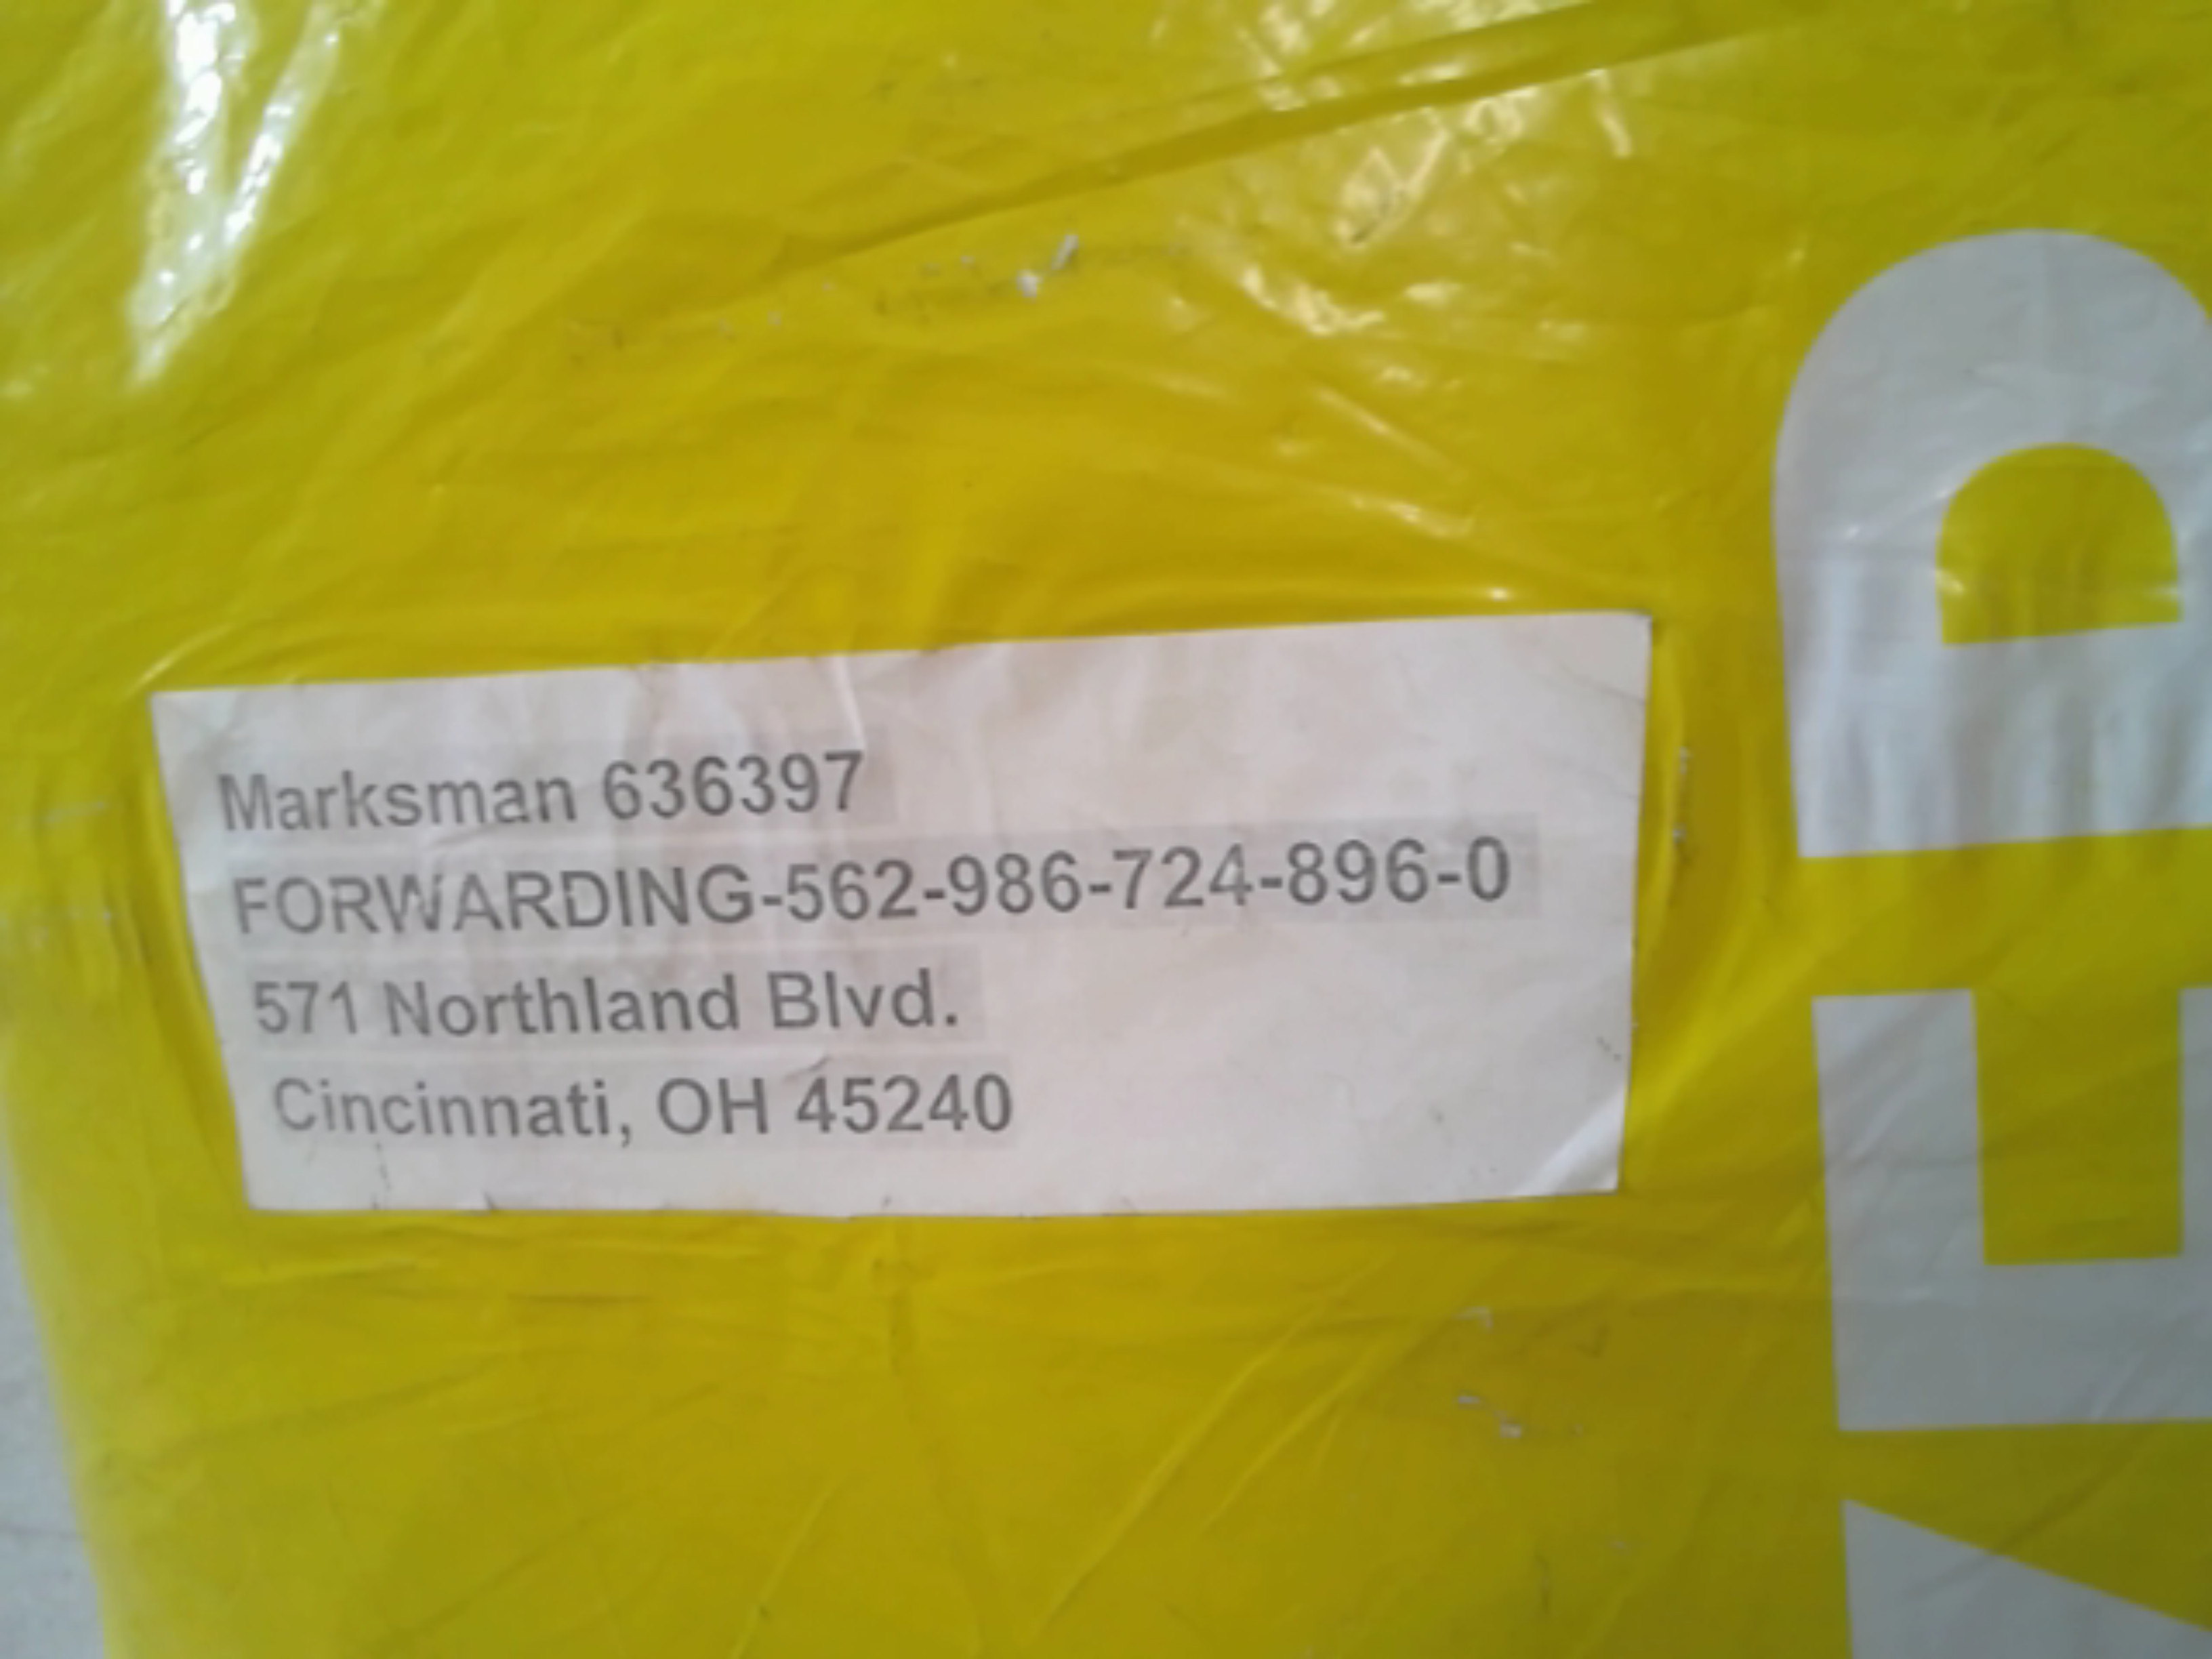 Marksman 636397
FORWARDING-562-986-724-896-0
571 Northland Blvd.
Cincinnati, OH 45240